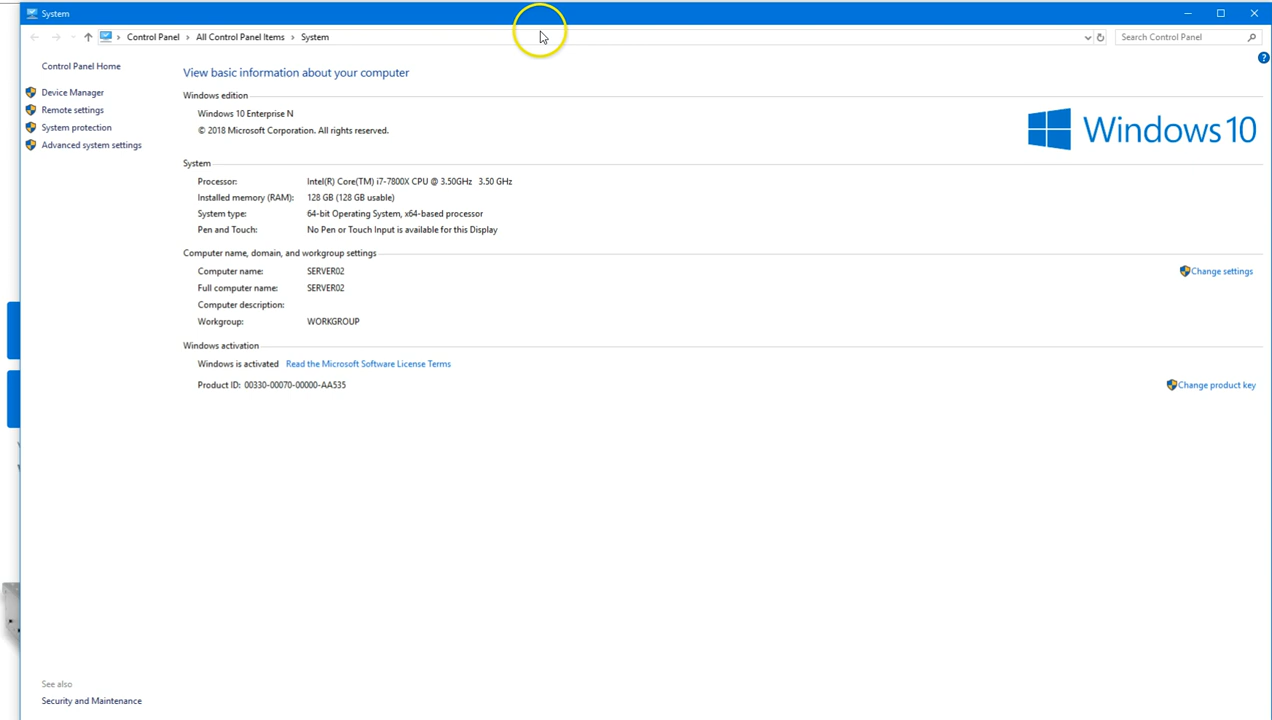 System
Control Panel › All Control Panel Items › System
Search Control Panel
Control Panel Home
Device Manager
Remote settings
System protection
Advanced system settings
View basic information about your computer
Windows edition
Windows 10 Enterprise N
© 2018 Microsoft Corporation. All rights reserved.
Windows 10
System
Processor: Intel(R) Core(TM) i7-7800X CPU @ 3.50GHz 3.50 GHz
Installed memory (RAM): 128 GB (128 GB usable)
System type: 64-bit Operating System, x64-based processor
Pen and Touch: No Pen or Touch Input is available for this Display
Computer name, domain, and workgroup settings
Computer name: SERVER02
Change settings
Full computer name: SERVER02
Computer description:
Workgroup: WORKGROUP
Windows activation
Windows is activated Read the Microsoft Software License Terms
Product ID: 00330-00070-00000-AA535
Change product key
See also
Security and Maintenance